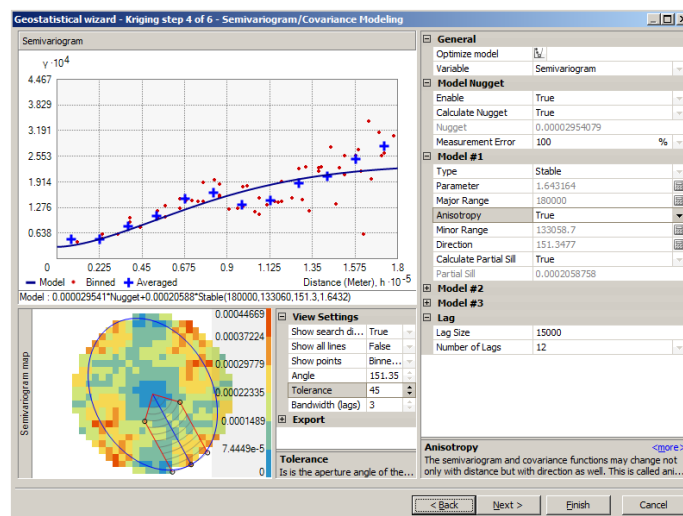 Geostatistical wizard - Kriging step 4 of 6 - Semivariogram/Covariance Modeling
Semivariogram
γ·10⁴
4.467
3.829
3.191
2.553
1.914
1.276
0.638
0 0.225 0.45 0.675 0.9 1.125 1.35 1.575 1.8
Model Binned Averaged Distance (Meter), h ·10⁻⁵
Model : 0.000029541*Nugget+0.00020588*Stable(180000,133060,151.3,1.6432)
Semivariogram map
0.00044669
0.00037224
0.00029779
0.00022335
0.0001489
7.4449e-5
0
View Settings
Show search di... True
Show all lines False
Show points Binne...
Angle 151.35
Tolerance 45
Bandwidth (lags) 3
Export
Tolerance
Is is the aperture angle of the...
General
Optimize model
Variable Semivariogram
Model Nugget
Enable True
Calculate Nugget True
Nugget 0.00002954079
Measurement Error 100 %
Model #1
Type Stable
Parameter 1.643164
Major Range 180000
Anisotropy True
Minor Range 133058.7
Direction 151.3477
Calculate Partial Sill True
Partial Sill 0.0002058758
Model #2
Model #3
Lag
Lag Size 15000
Number of Lags 12
Anisotropy <more>
The semivariogram and covariance functions may change not
only with distance but with direction as well. This is called ani...
< Back Next > Finish Cancel